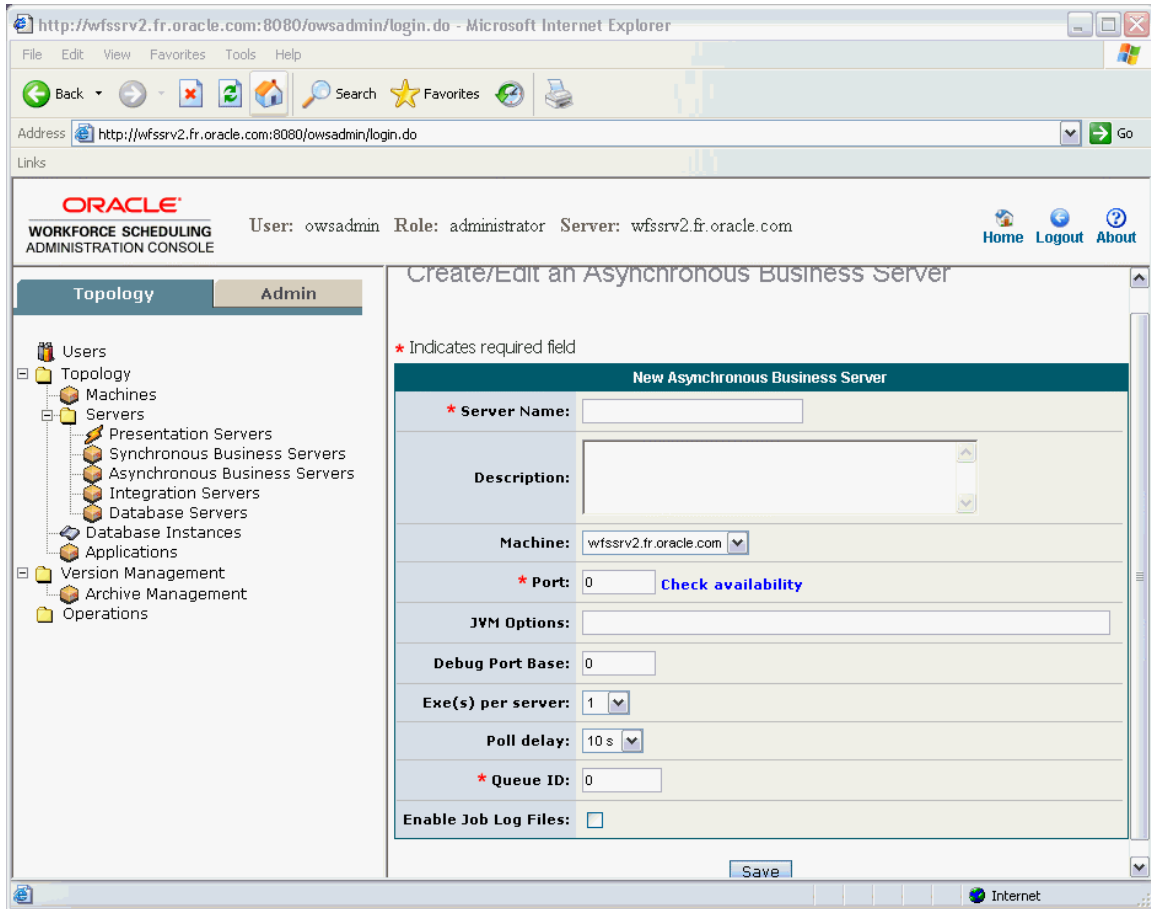 http://wfssrv2.fr.oracle.com:8080/owsadmin/login.do - Microsoft Internet Explorer
File Edit View Favorites Tools Help
Back Search Favorites
Address http://wfssrv2.fr.oracle.com:8080/owsadmin/login.do Go
Links
ORACLE
WORKFORCE SCHEDULING
ADMINISTRATION CONSOLE
User: owsadmin Role: administrator Server: wfssrv2.fr.oracle.com
Home Logout About
Topology Admin
Users
Topology
Machines
Servers
Presentation Servers
Synchronous Business Servers
Asynchronous Business Servers
Integration Servers
Database Servers
Database Instances
Applications
Version Management
Archive Management
Operations
Create/Edit an Asynchronous Business Server
* Indicates required field
New Asynchronous Business Server
* Server Name:
Description:
Machine: wfssrv2.fr.oracle.com
* Port: 0 Check availability
JVM Options:
Debug Port Base: 0
Exe(s) per server: 1
Poll delay: 10 s
* Queue ID: 0
Enable Job Log Files:
Save
Internet